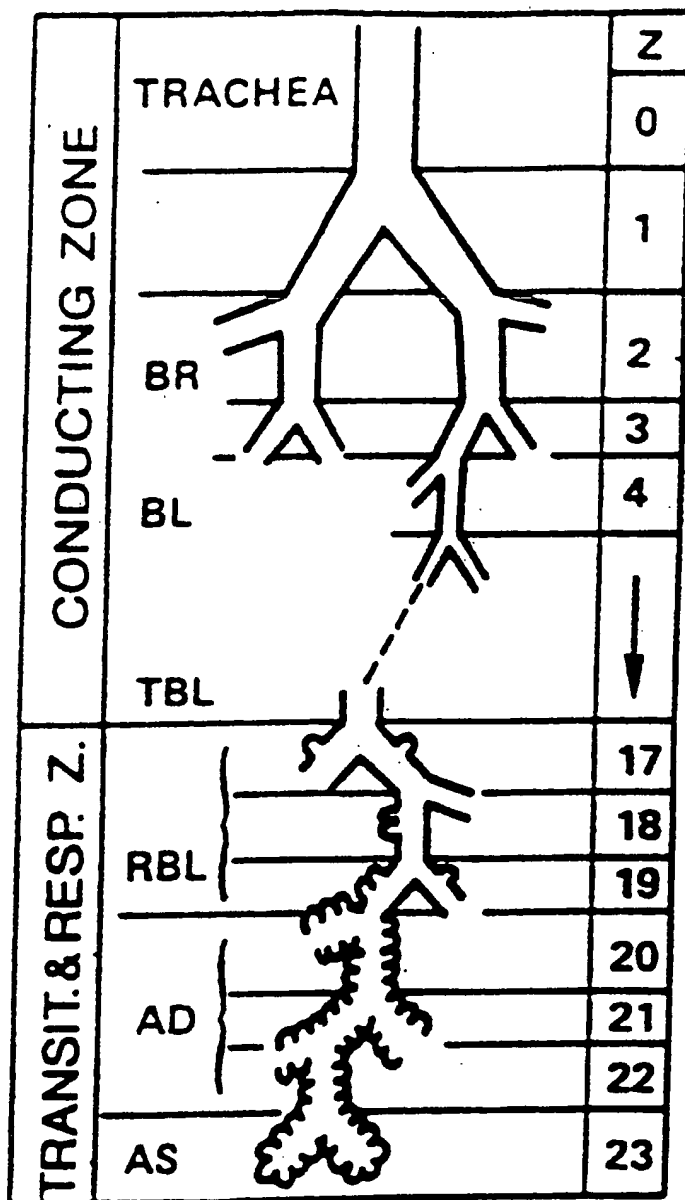 Z
TRACHEA
0
1
BR
2
3
BL
4
TBL
17
RBL
18
19
20
AD
21
22
AS
23
CONDUCTING ZONE
TRANSIT. & RESP. Z.